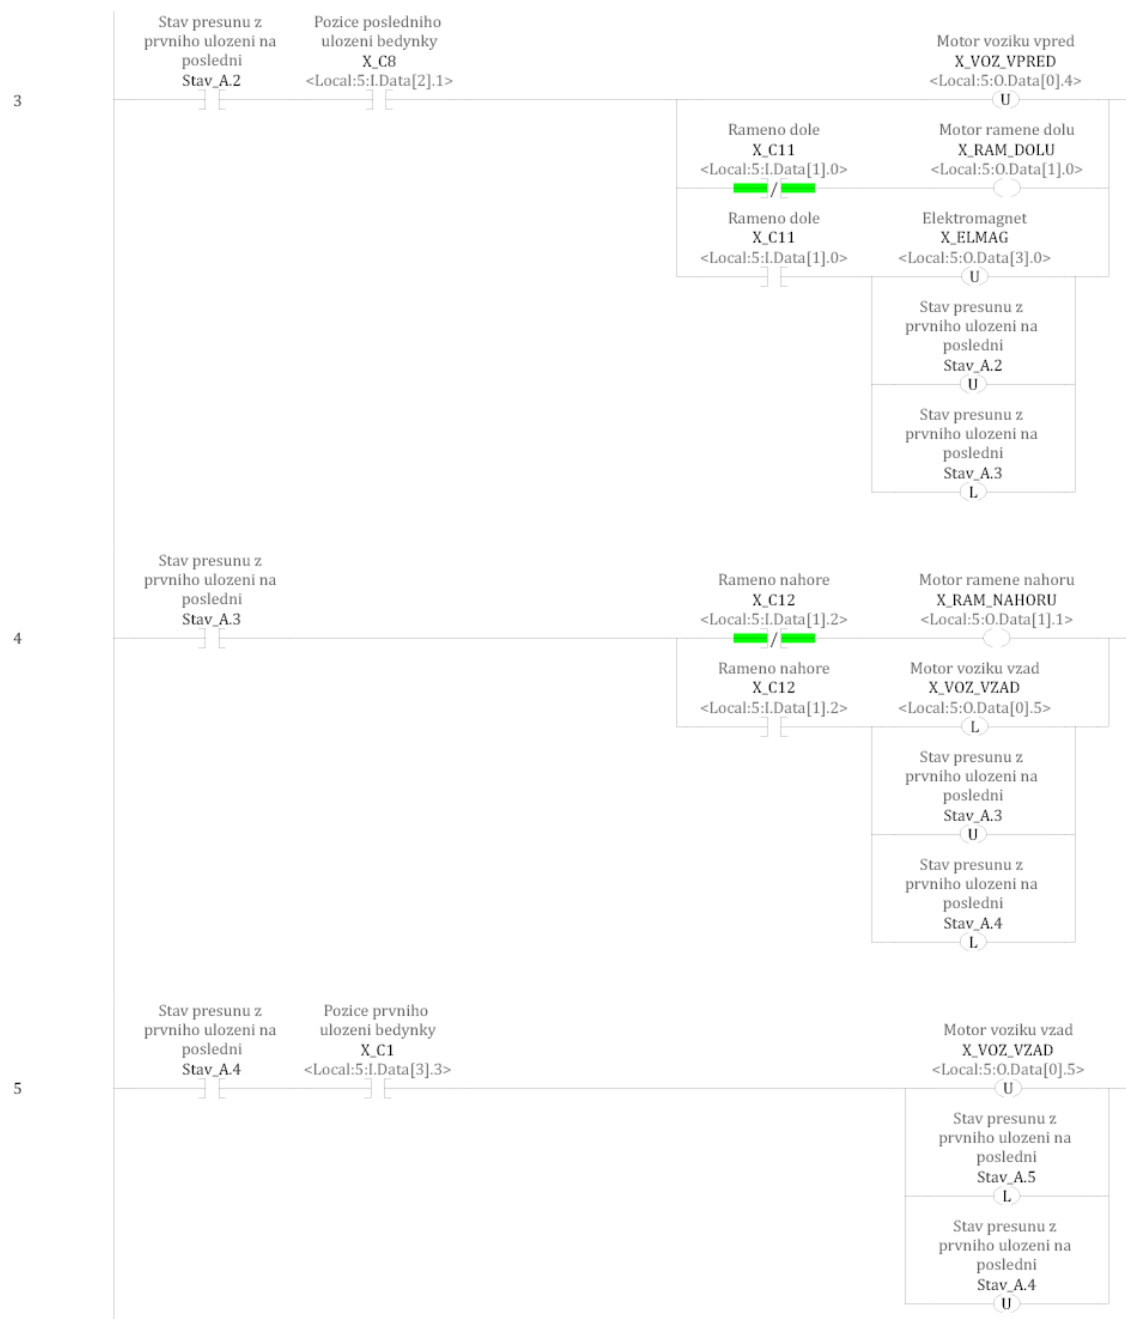 Stav presunu z
prvniho ulozeni na
posledni
Stav_A.2
Pozice posledniho
ulozeni bedynky
X_C8
<Local:5:I.Data[2].1>
Motor voziku vpred
X_VOZ_VPRED
<Local:5:O.Data[0].4>
3
U
Rameno dole
X_C11
<Local:5:I.Data[1].0>
/
Motor ramene dolu
X_RAM_DOLU
<Local:5:O.Data[1].0>
Rameno dole
X_C11
<Local:5:I.Data[1].0>
Elektromagnet
X_ELMAG
<Local:5:O.Data[3].0>
U
Stav presunu z
prvniho ulozeni na
posledni
Stav_A.2
U
Stav presunu z
prvniho ulozeni na
posledni
Stav_A.3
L
Stav presunu z
prvniho ulozeni na
posledni
Stav_A.3
4
Rameno nahore
X_C12
<Local:5:I.Data[1].2>
/
Motor ramene nahoru
X_RAM_NAHORU
<Local:5:O.Data[1].1>
Rameno nahore
X_C12
<Local:5:I.Data[1].2>
Motor voziku vzad
X_VOZ_VZAD
<Local:5:O.Data[0].5>
L
Stav presunu z
prvniho ulozeni na
posledni
Stav_A.3
U
Stav presunu z
prvniho ulozeni na
posledni
Stav_A.4
L
Stav presunu z
prvniho ulozeni na
posledni
Stav_A.4
Pozice prvniho
ulozeni bedynky
X_C1
<Local:5:I.Data[3].3>
Motor voziku vzad
X_VOZ_VZAD
<Local:5:O.Data[0].5>
5
U
Stav presunu z
prvniho ulozeni na
posledni
Stav_A.5
L
Stav presunu z
prvniho ulozeni na
posledni
Stav_A.4
U